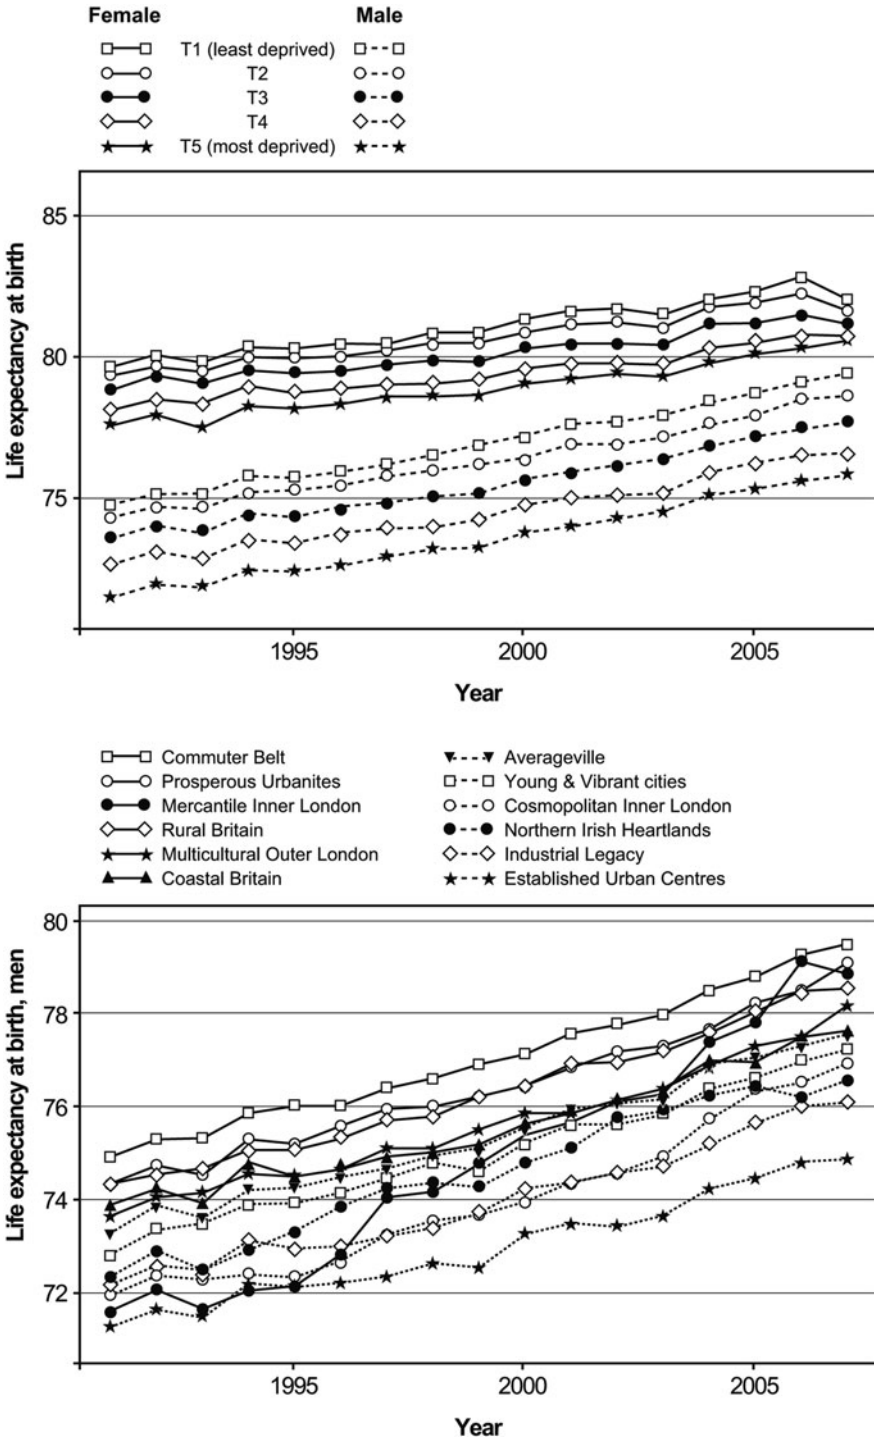 Female Male
T1 (least deprived)
T2
T3
T4
T5 (most deprived)
85
80
75
Life expectancy at birth
1995 2000 2005
Year
Commuter Belt Averageville
Prosperous Urbanites Young & Vibrant cities
Mercantile Inner London Cosmopolitan Inner London
Rural Britain Northern Irish Heartlands
Multicultural Outer London Industrial Legacy
Coastal Britain Established Urban Centres
80
78
76
74
72
Life expectancy at birth, men
1995 2000 2005
Year